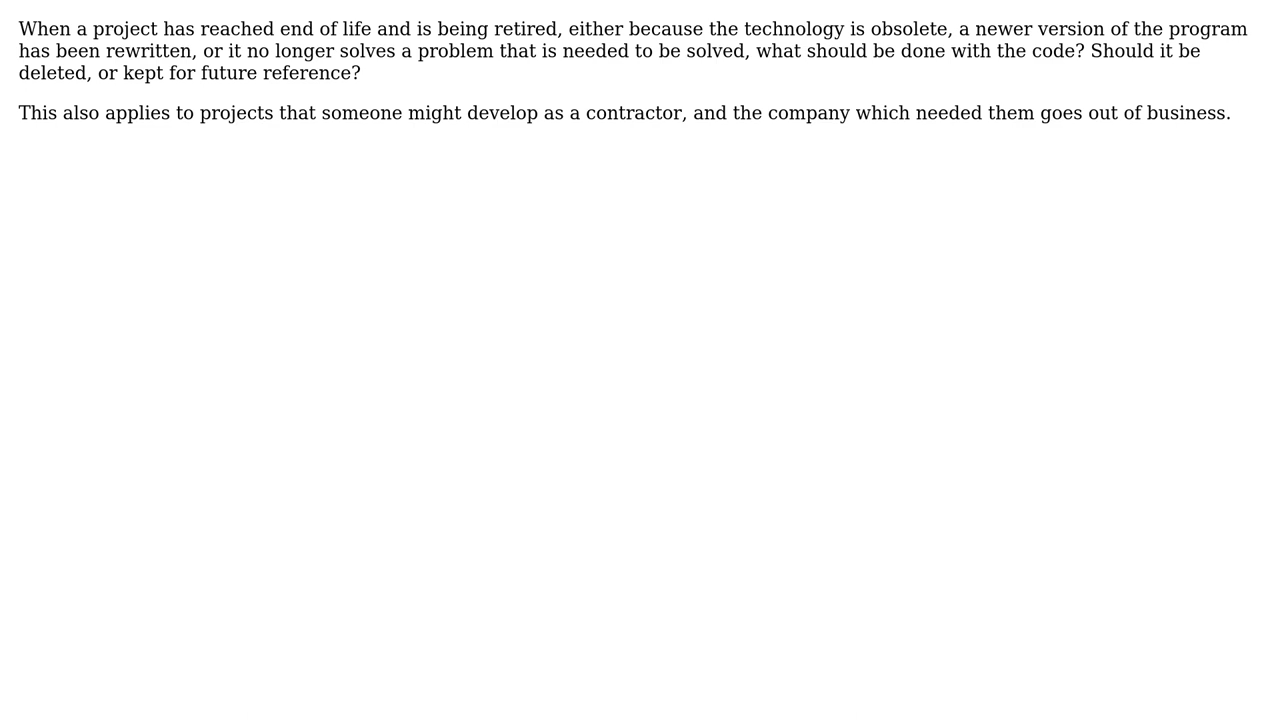 When a project has reached end of life and is being retired, either because the technology is obsolete, a newer version of the program
has been rewritten, or it no longer solves a problem that is needed to be solved, what should be done with the code? Should it be
deleted, or kept for future reference?
This also applies to projects that someone might develop as a contractor, and the company which needed them goes out of business.